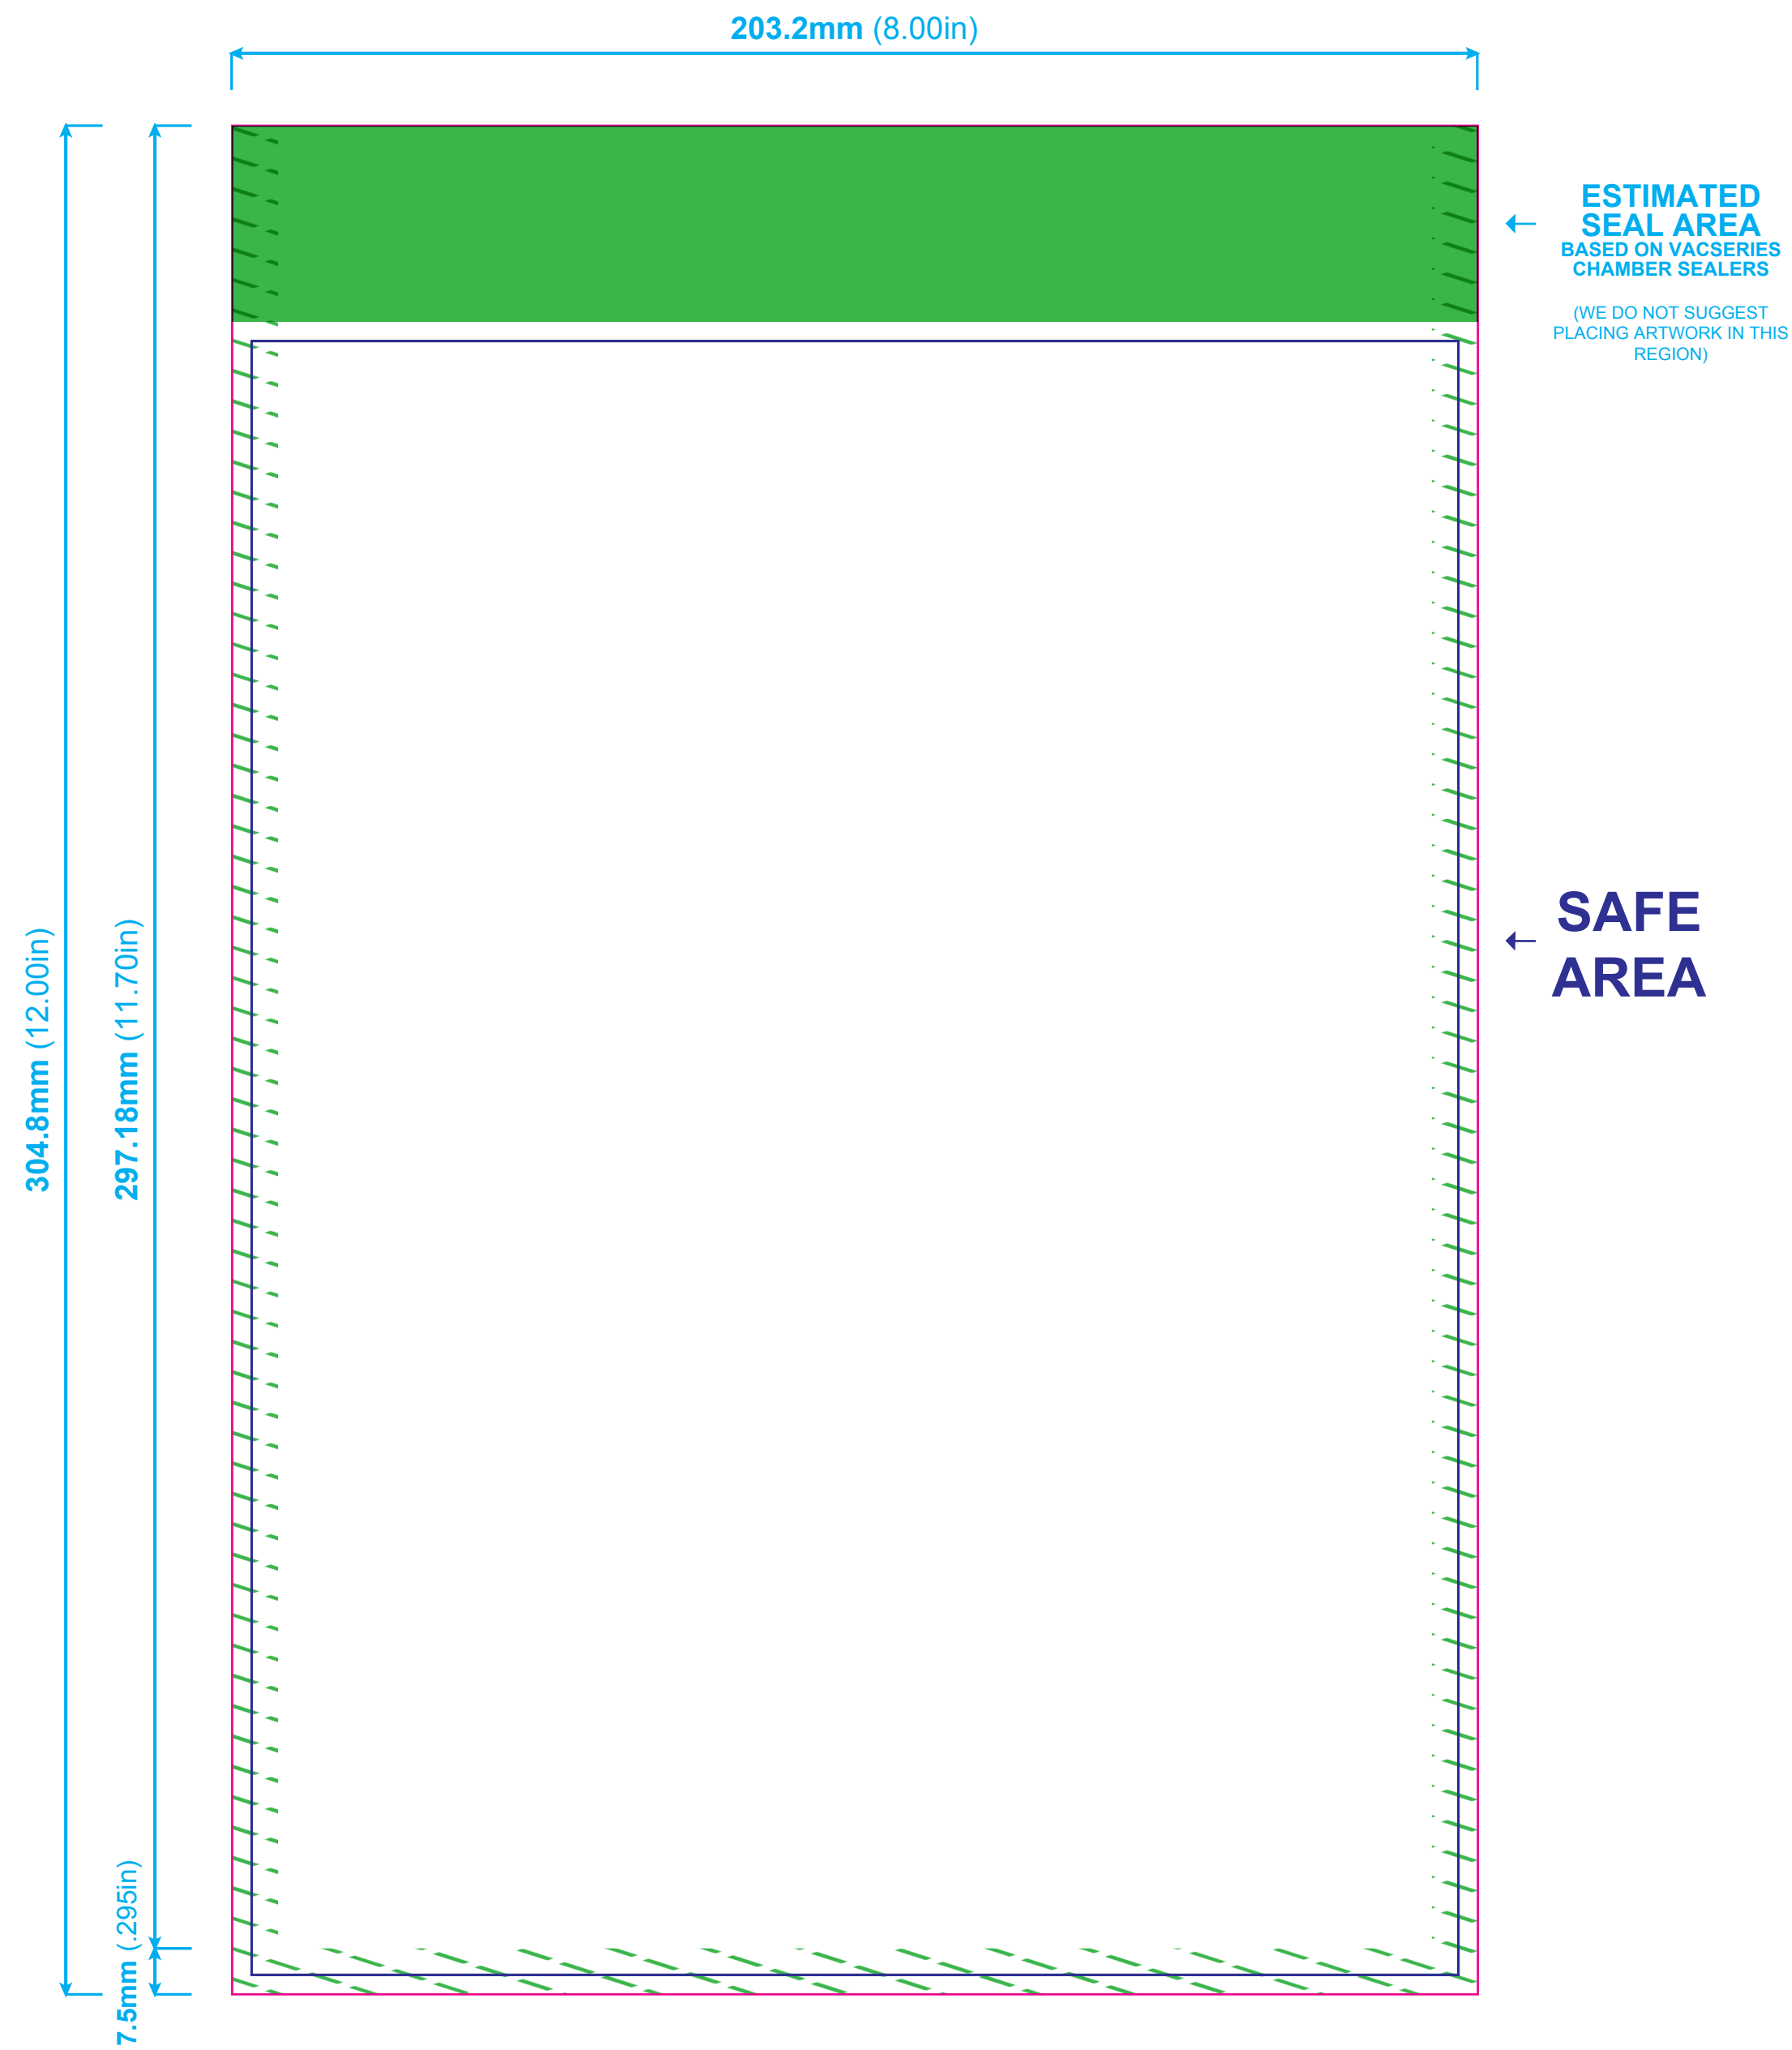 203.2mm (8.00in)
ESTIMATED
SEAL AREA
BASED ON VACSERIES
CHAMBER SEALERS
(WE DO NOT SUGGEST
PLACING ARTWORK IN THIS
REGION)
SAFE
AREA
304.8mm (12.00in)
297.18mm (11.70in)
7.5mm (.295in)